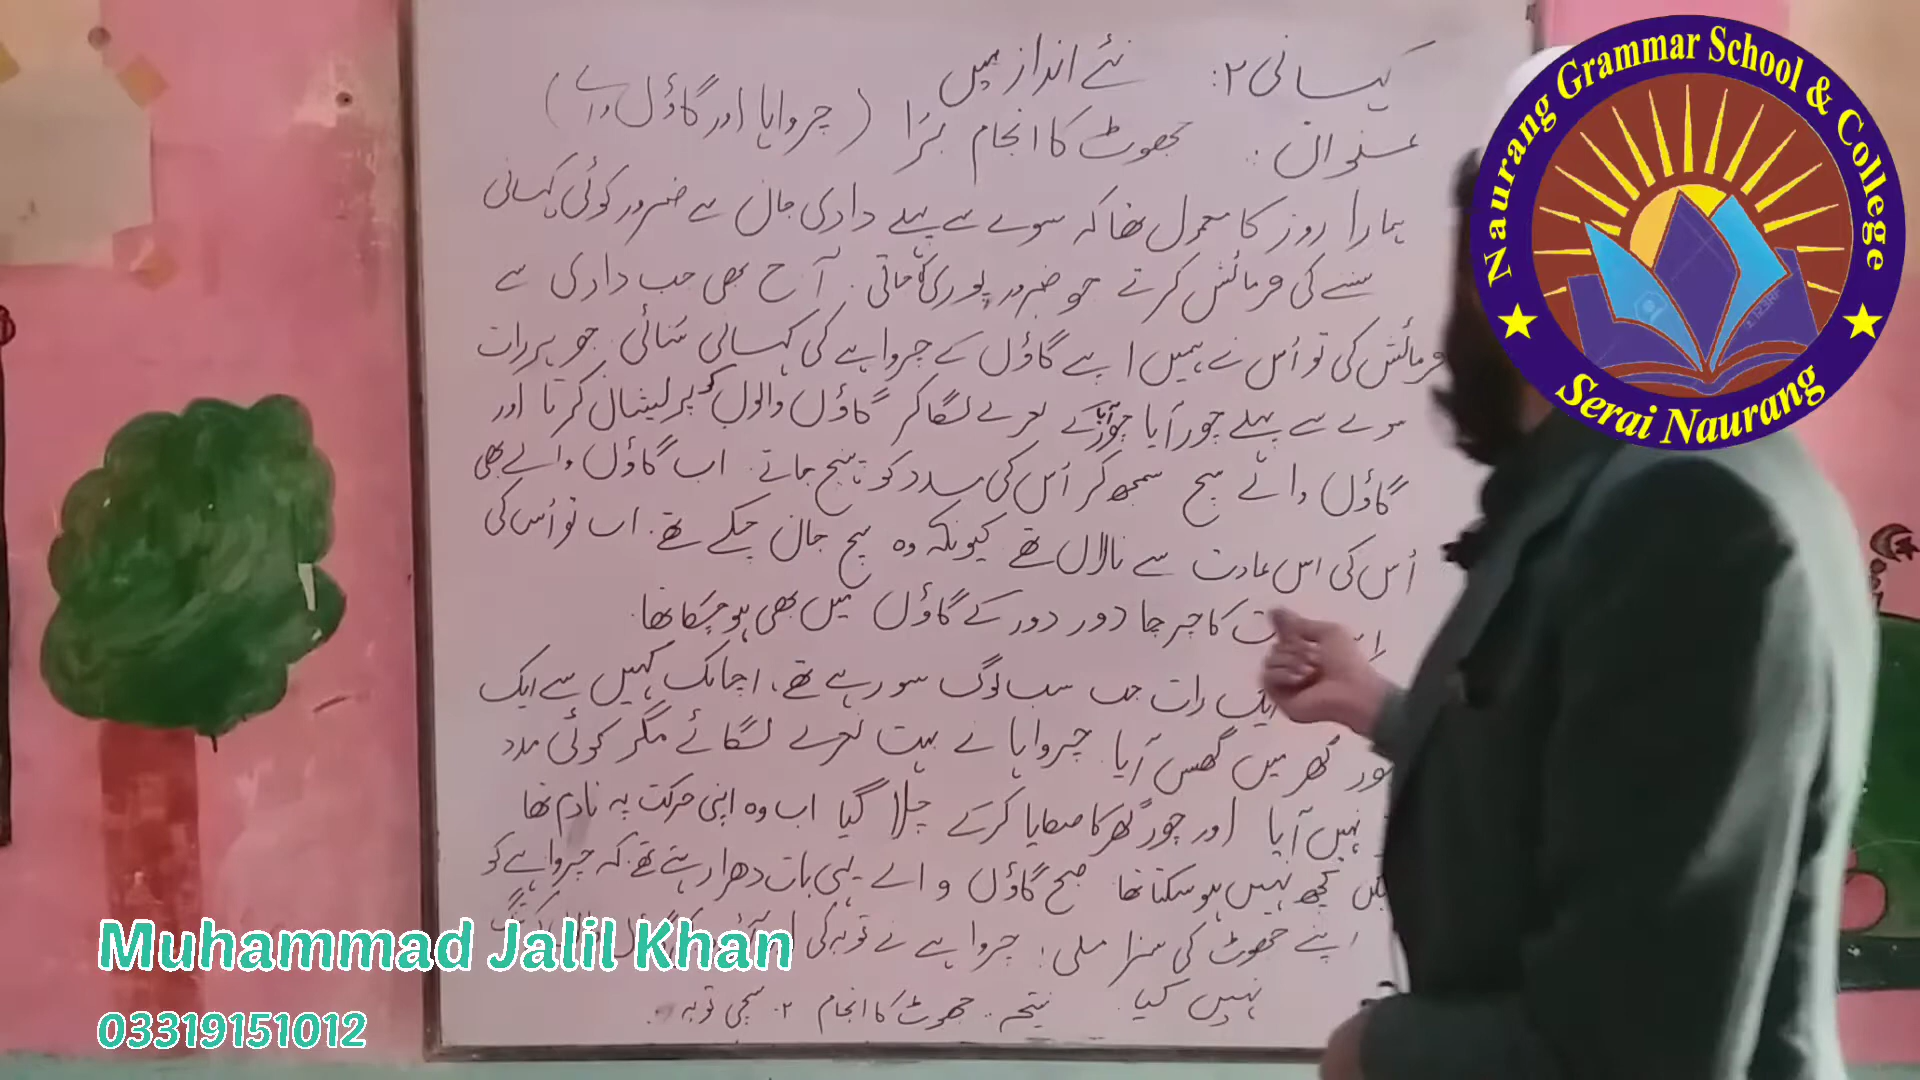 کہانی ۲: نئے انداز میں
عنوان: جھوٹ کا انجام بُرا (چرواہا اور گاؤں والے)
ہمارا روز کا معمول تھا کہ سونے سے پہلے دادی جان سے ضرور کوئی کہانی
سننے کی فرمائش کرتے جو ضرور پوری کی جاتی. آج بھی جب دادی سے
فرمائش کی تو اُس نے ہمیں اپنے گاؤں کے چرواہے کی کہانی سُنائی. جو ہر رات
سونے سے پہلے چور آیا چور آیا کے نعرے لگا کر گاؤں والوں کو پریشان کرتا اور
گاؤں والے سچ سمجھ کر اُس کی مدد کو پہنچ جاتے. اب گاؤں والے بھی
اُس کی اس عادت سے نالاں تھے کیونکہ وہ سچ جان چکے تھے. اب تو اُس کی
کا چرچا دور دور کے گاؤں میں بھی ہو چکا تھا.
ایک رات جب سب لوگ سو رہے تھے، اچانک کہیں سے ایک
گھر میں گھس آیا. چرواہا نے بہت نعرے لگائے مگر کوئی مدد
نہیں آیا اور چور گھر کا صفایا کر کے چلا گیا اب وہ اپنی حرکت پہ نادم تھا
کچھ نہیں ہو سکتا تھا صبح گاؤں والے یہی بات دھرا رہے تھے. کہ چرواہے کو
اپنے جھوٹ کی سزا ملی. چرواہے نے توبہ کی
نہیں کیا. نتیجہ. جھوٹ کا انجام ۲. سچی توبہ.
Naurang Grammar School & College
Serai Naurang
Muhammad Jalil Khan
03319151012